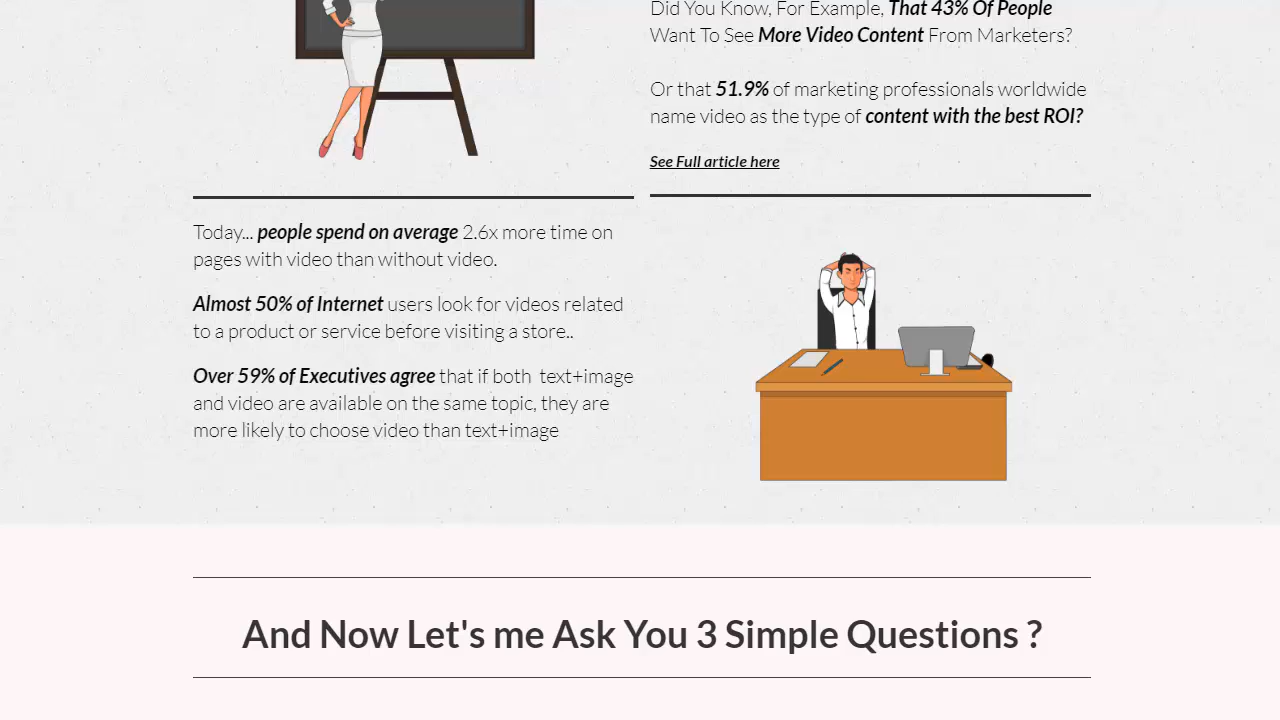 Did You Know, For Example, That 43% Of People
Want To See More Video Content From Marketers?
Or that 51.9% of marketing professionals worldwide
name video as the type of content with the best ROI?
See Full article here
Today... people spend on average 2.6x more time on
pages with video than without video.
Almost 50% of Internet users look for videos related
to a product or service before visiting a store..
Over 59% of Executives agree that if both  text+image
and video are available on the same topic, they are
more likely to choose video than text+image
And Now Let's me Ask You 3 Simple Questions ?